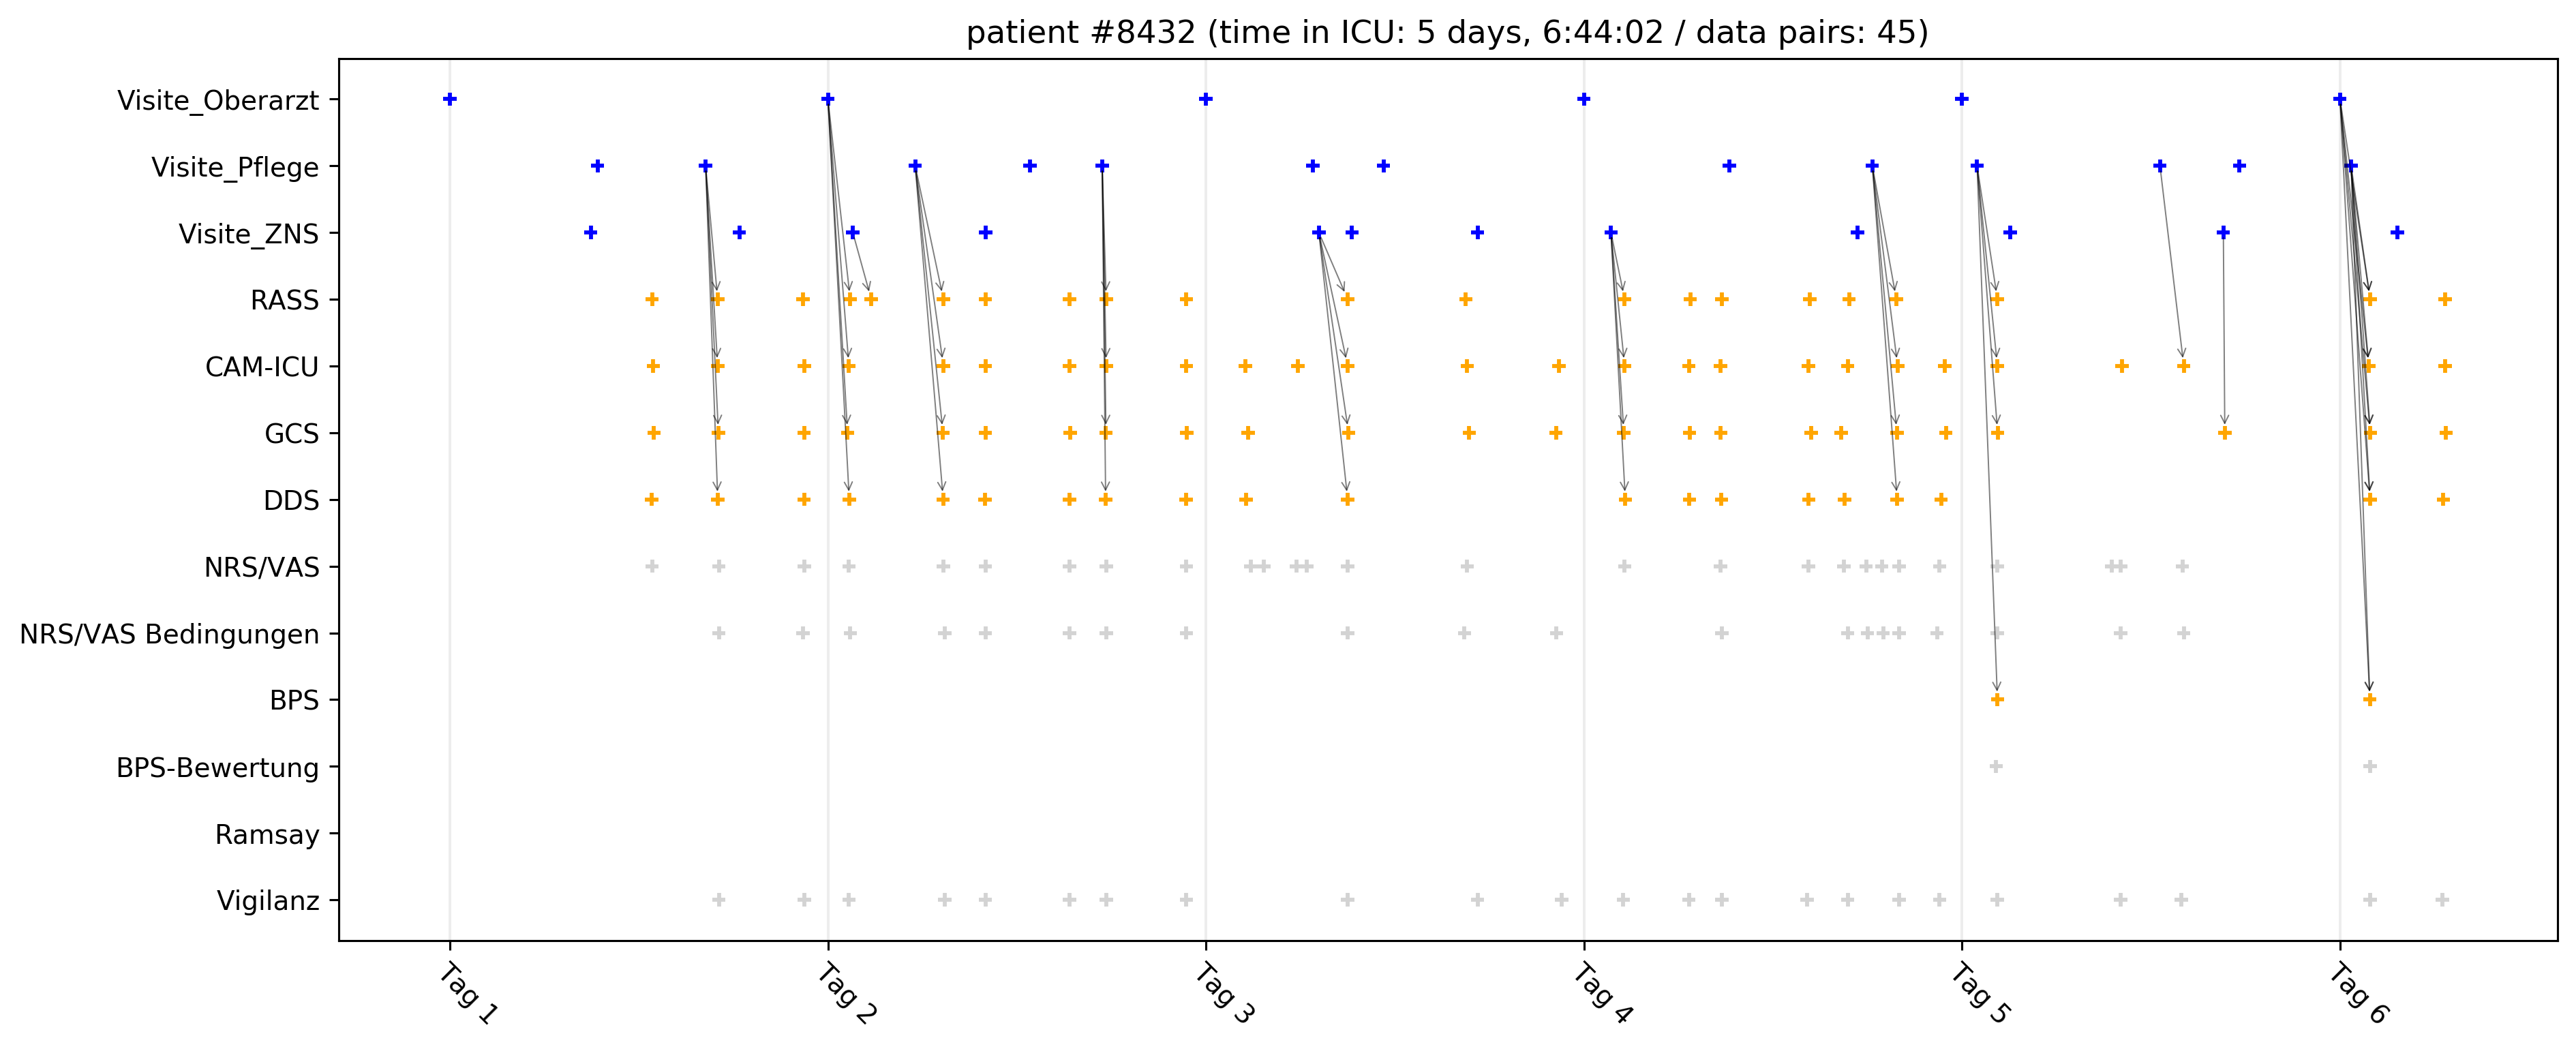 patient #8432 (time in ICU: 5 days, 6:44:02 / data pairs: 45)
Visite_Oberarzt
Visite_Pflege
Visite_ZNS
RASS
CAM-ICU
GCS
DDS
NRS/VAS
NRS/VAS Bedingungen
BPS
BPS-Bewertung
Ramsay
Vigilanz
Tag 1
Tag 2
Tag 3
Tag 4
Tag 5
Tag 6